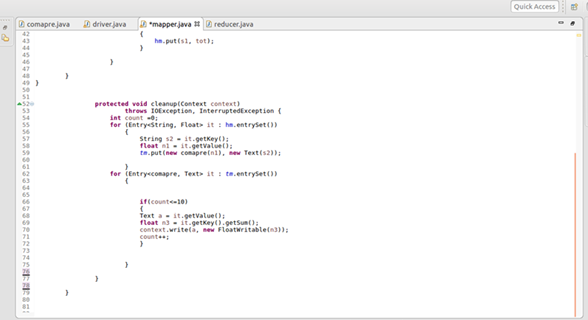 Quick Access
comapre.java driver.java *mapper.java reducer.java
42 {
43 hm.put(s1, tot);
44 }
45
46 }
47
48 }
49 }
50
51
52 protected void cleanup(Context context)
53 throws IOException, InterruptedException {
54 int count =0;
55 for (Entry<String, Float> it : hm.entrySet())
56 {
57 String s2 = it.getKey();
58 float n1 = it.getValue();
59 tm.put(new comapre(n1), new Text(s2));
60
61 }
62 for (Entry<comapre, Text> it : tm.entrySet())
63 {
64
65
66 if(count<=10)
67 {
68 Text a = it.getValue();
69 float n3 = it.getKey().getSum();
70 context.write(a, new FloatWritable(n3));
71 count++;
72 }
73
74
75 }
76
77 }
78
79 }
80
81